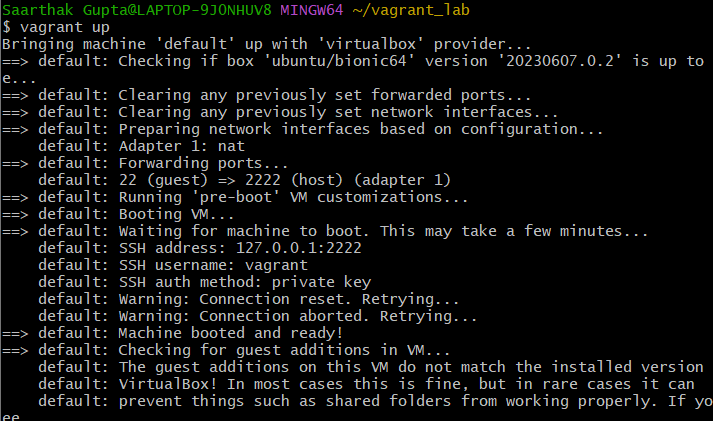 Saarthak Gupta@LAPTOP-9JONHUV8 MINGW64 ~/vagrant_lab
$ vagrant up
Bringing machine 'default' up with 'virtualbox' provider...
==> default: Checking if box 'ubuntu/bionic64' version '20230607.0.2' is up to
e...
==> default: Clearing any previously set forwarded ports...
==> default: Clearing any previously set network interfaces...
==> default: Preparing network interfaces based on configuration...
    default: Adapter 1: nat
==> default: Forwarding ports...
    default: 22 (guest) => 2222 (host) (adapter 1)
==> default: Running 'pre-boot' VM customizations...
==> default: Booting VM...
==> default: Waiting for machine to boot. This may take a few minutes...
    default: SSH address: 127.0.0.1:2222
    default: SSH username: vagrant
    default: SSH auth method: private key
    default: Warning: Connection reset. Retrying...
    default: Warning: Connection aborted. Retrying...
==> default: Machine booted and ready!
==> default: Checking for guest additions in VM...
    default: The guest additions on this VM do not match the installed version
    default: VirtualBox! In most cases this is fine, but in rare cases it can
    default: prevent things such as shared folders from working properly. If yo
ee